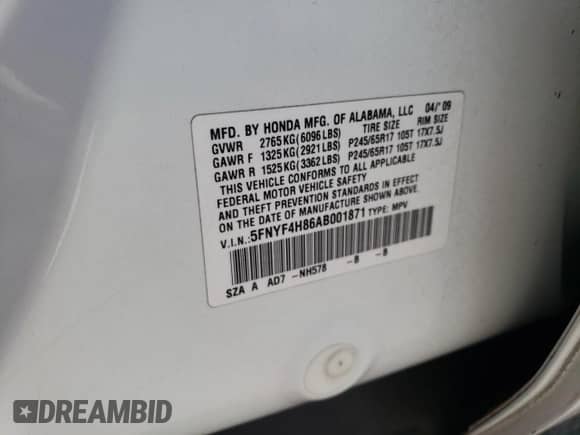 MFD. BY HONDA MFG. OF ALABAMA, LLC 04/'09
GVWR 2765KG(6096LBS) TIRE SIZE RIM SIZE
GAWR F 1325KG(2921LBS) P245/65R17 105T 17X7.5J
GAWR R 1525KG(3362LBS) P245/65R17 105T 17X7.5J
THIS VEHICLE CONFORMS TO ALL APPLICABLE
FEDERAL MOTOR VEHICLE SAFETY
AND THEFT PREVENTION STANDARDS IN EFFECT
ON THE DATE OF MANUFACTURE SHOWN ABOVE.
V.I.N.:5FNYF4H86AB001871 TYPE: MPV
SZA A AD7 -NH578 -B -B
DREAMBID